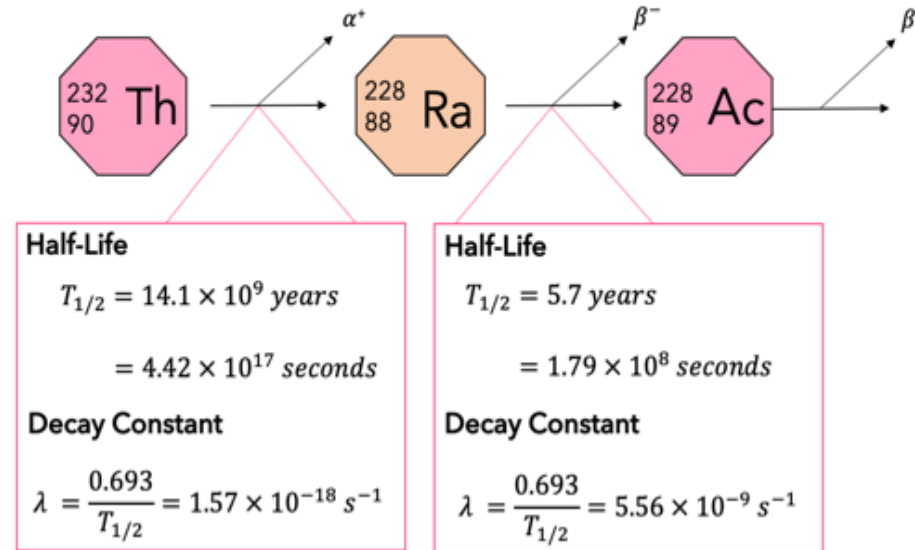 α⁺ β⁻ β
232 90 Th 228 88 Ra 228 89 Ac
Half-Life
T₁/₂ = 14.1 × 10⁹ years
= 4.42 × 10¹⁷ seconds
Decay Constant
λ = 0.693 / T₁/₂ = 1.57 × 10⁻¹⁸ s⁻¹
Half-Life
T₁/₂ = 5.7 years
= 1.79 × 10⁸ seconds
Decay Constant
λ = 0.693 / T₁/₂ = 5.56 × 10⁻⁹ s⁻¹